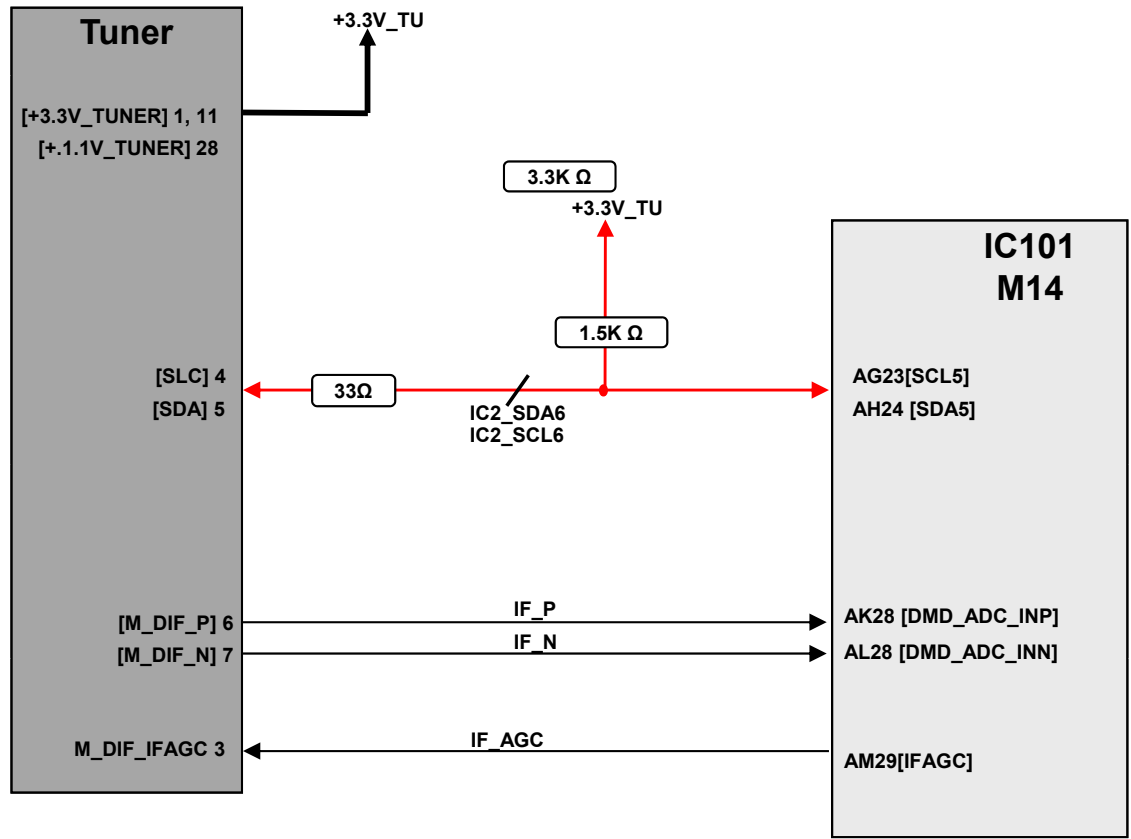 Tuner
+3.3V_TU
[+3.3V_TUNER] 1, 11
[+.1.1V_TUNER] 28
3.3K Ω
+3.3V_TU
IC101
M14
1.5K Ω
[SLC] 4
33Ω
AG23[SCL5]
[SDA] 5
IC2_SDA6
AH24 [SDA5]
IC2_SCL6
[M_DIF_P] 6
IF_P
AK28 [DMD_ADC_INP]
[M_DIF_N] 7
IF_N
AL28 [DMD_ADC_INN]
M_DIF_IFAGC 3
IF_AGC
AM29[IFAGC]